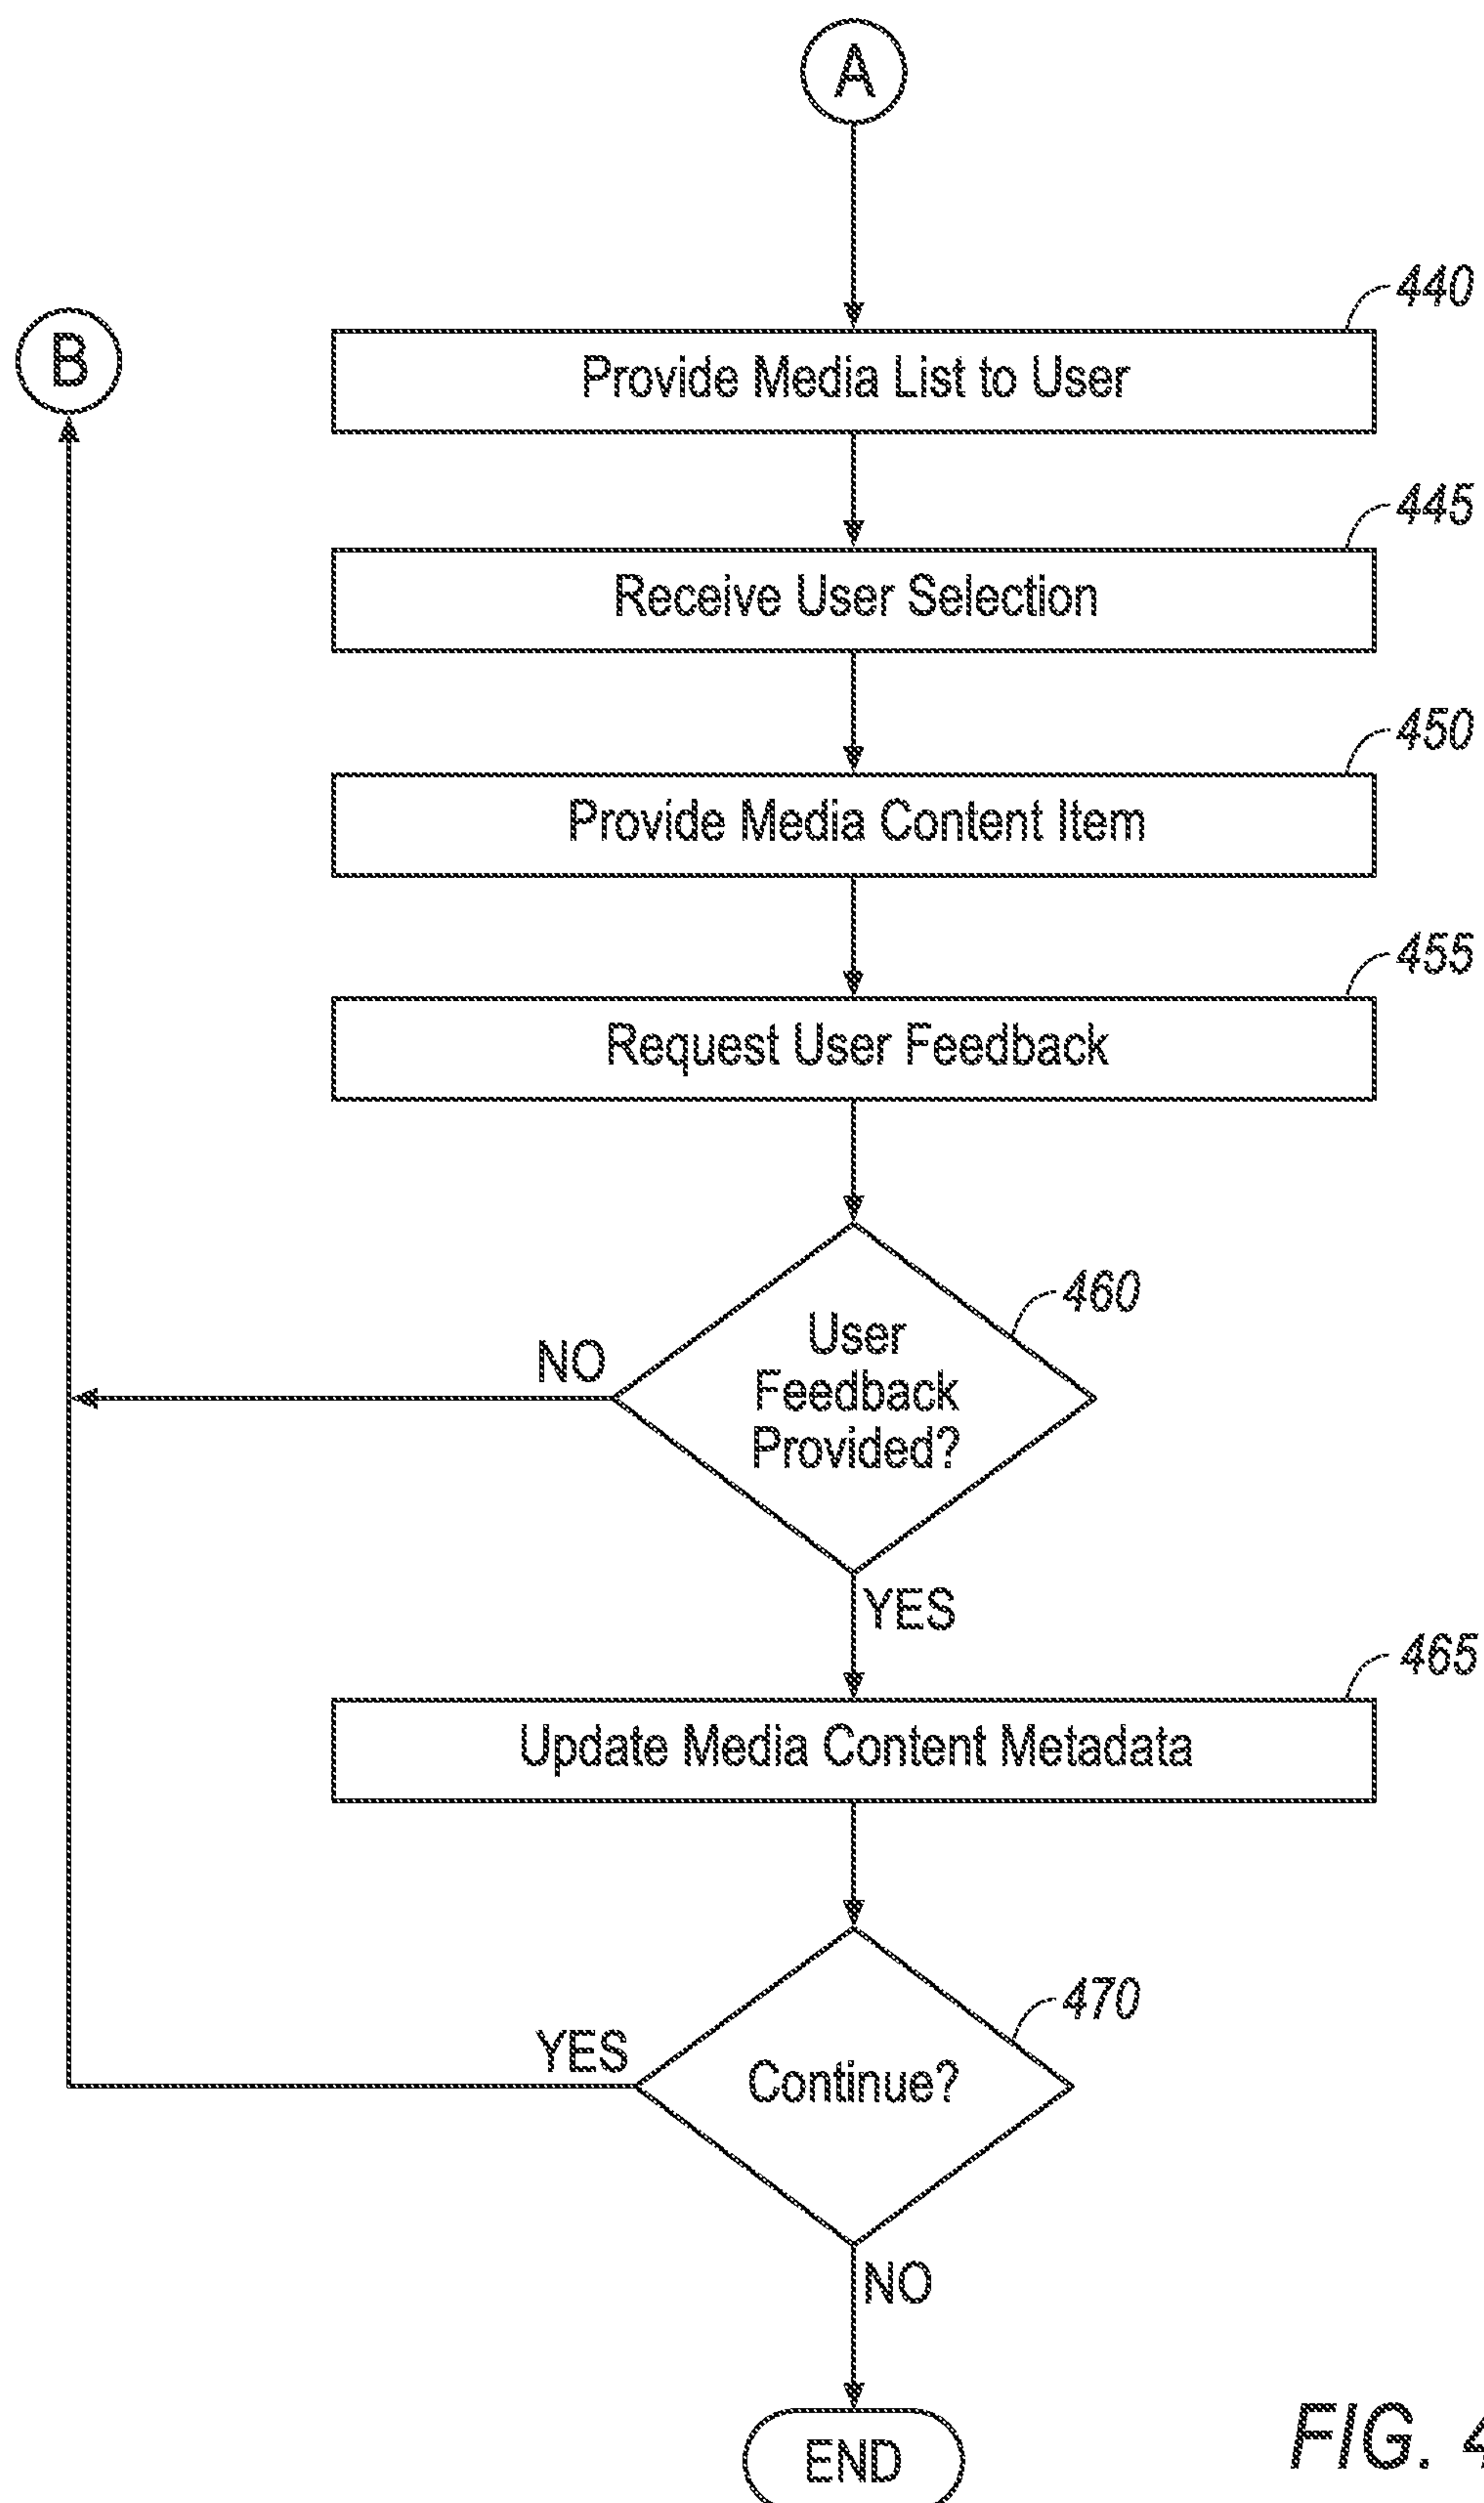 A
440
B
Provide Media List to User
445
Receive User Selection
450
Provide Media Content Item
455
Request User Feedback
460
User
Feedback
Provided?
NO
YES
465
Update Media Content Metadata
470
YES
Continue?
NO
END
FIG. 4